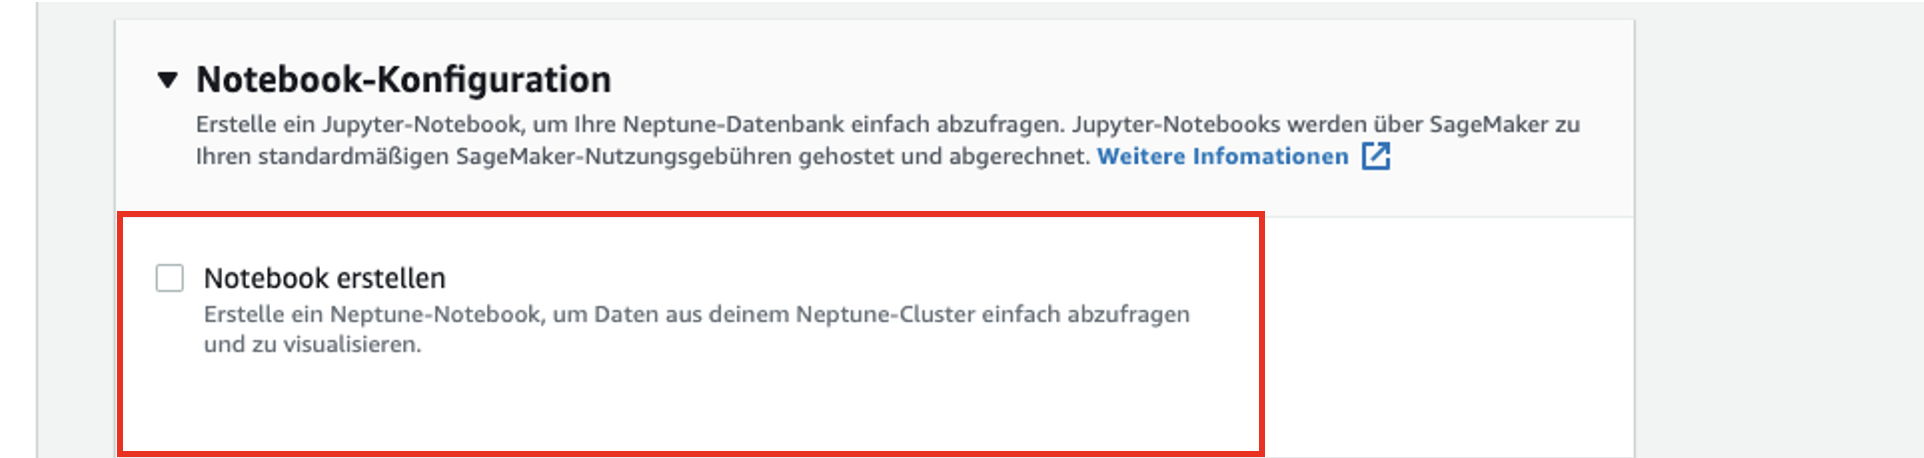 Notebook-Konfiguration
Erstelle ein Jupyter-Notebook, um Ihre Neptune-Datenbank einfach abzufragen. Jupyter-Notebooks werden über SageMaker zu
Ihren standardmäßigen SageMaker-Nutzungsgebühren gehostet und abgerechnet. Weitere Infomationen
Notebook erstellen
Erstelle ein Neptune-Notebook, um Daten aus deinem Neptune-Cluster einfach abzufragen
und zu visualisieren.